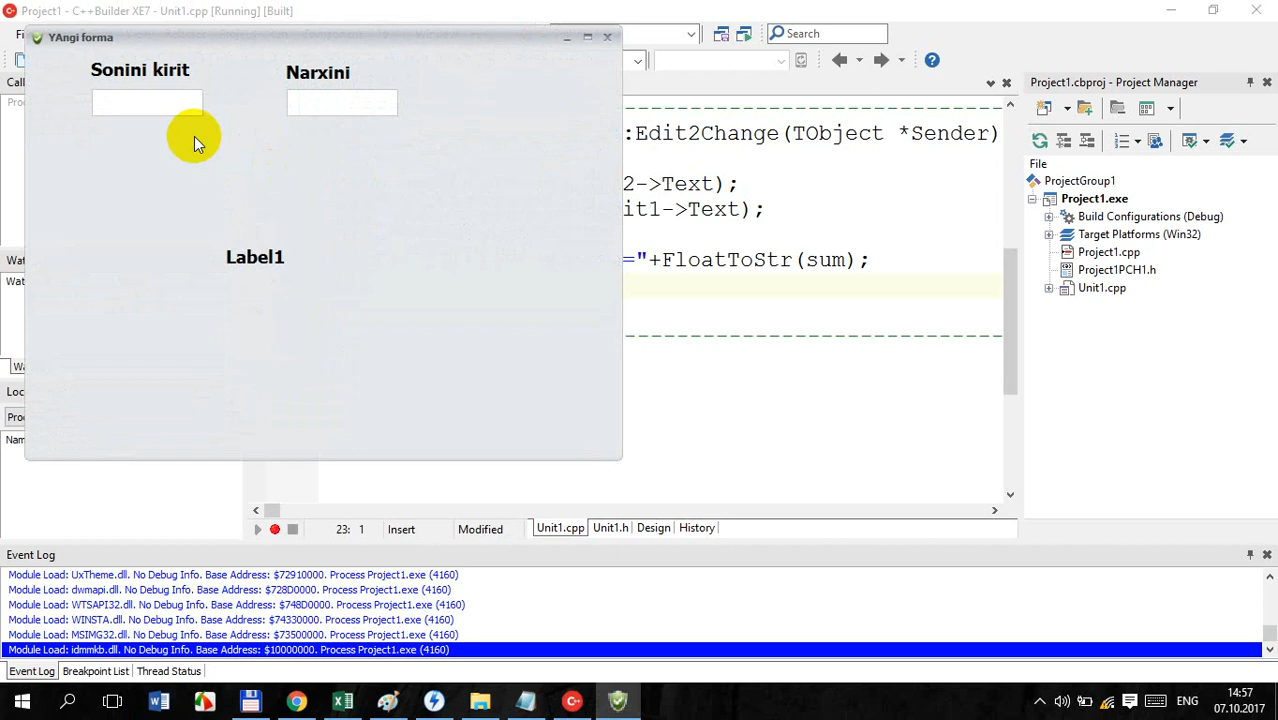 Project1 - C++Builder XE7 - Unit1.cpp [Running] [Built]
Search
YAngi forma
Sonini kirit
Narxini
Label1
:Edit2Change(TObject *Sender)
2->Text);
it1->Text);
="+FloatToStr(sum);
Project1.cbproj - Project Manager
File
ProjectGroup1
Project1.exe
Build Configurations (Debug)
Target Platforms (Win32)
Project1.cpp
Project1PCH1.h
Unit1.cpp
23: 1
Insert
Modified
Unit1.cpp
Unit1.h
Design
History
Event Log
Module Load: UxTheme.dll. No Debug Info. Base Address: $72910000. Process Project1.exe (4160)
Module Load: dwmapi.dll. No Debug Info. Base Address: $728D0000. Process Project1.exe (4160)
Module Load: WTSAPI32.dll. No Debug Info. Base Address: $748D0000. Process Project1.exe (4160)
Module Load: WINSTA.dll. No Debug Info. Base Address: $74330000. Process Project1.exe (4160)
Module Load: MSIMG32.dll. No Debug Info. Base Address: $73500000. Process Project1.exe (4160)
Module Load: idmmkb.dll. No Debug Info. Base Address: $10000000. Process Project1.exe (4160)
Event Log
Breakpoint List
Thread Status
ENG
14:57
07.10.2017